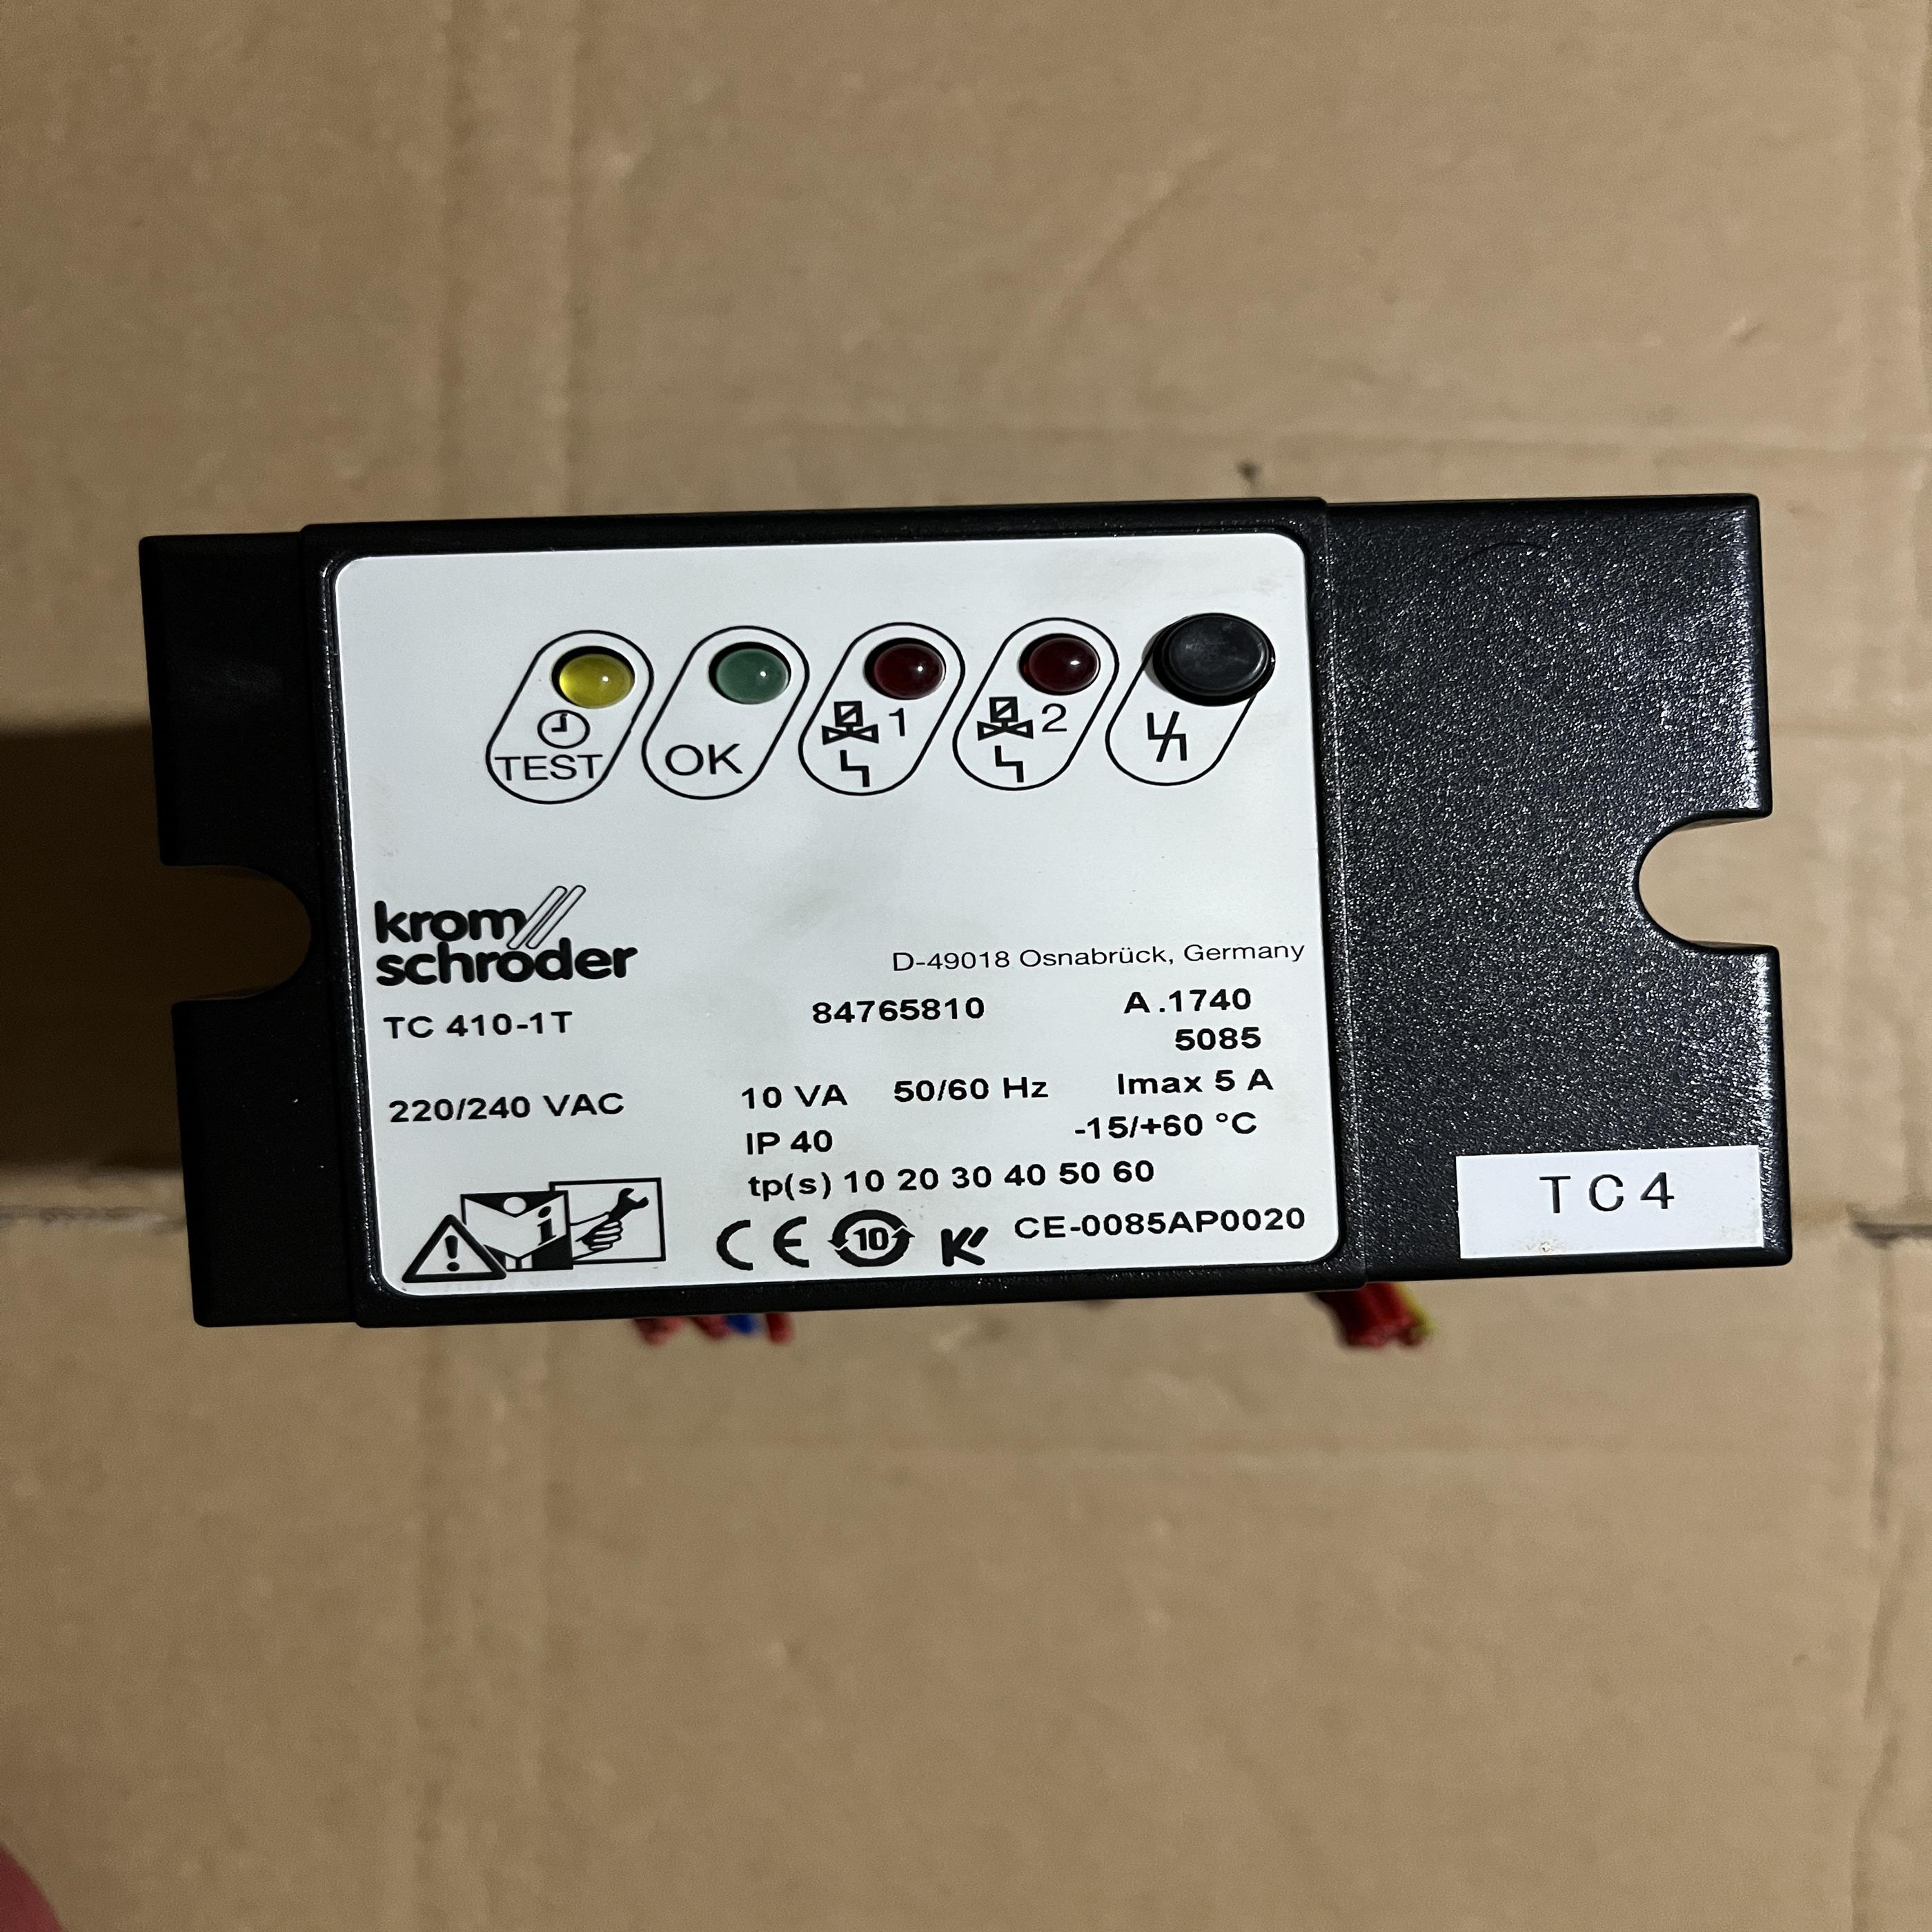 TEST
OK
1
2
krom
schröder
D-49018 Osnabrück, Germany
TC 410-1T 84765810 A.1740
5085
220/240 VAC 10 VA 50/60 Hz Imax 5 A
IP 40 -15/+60 °C
tp(s) 10 20 30 40 50 60
CE 10 K CE-0085AP0020
TC4